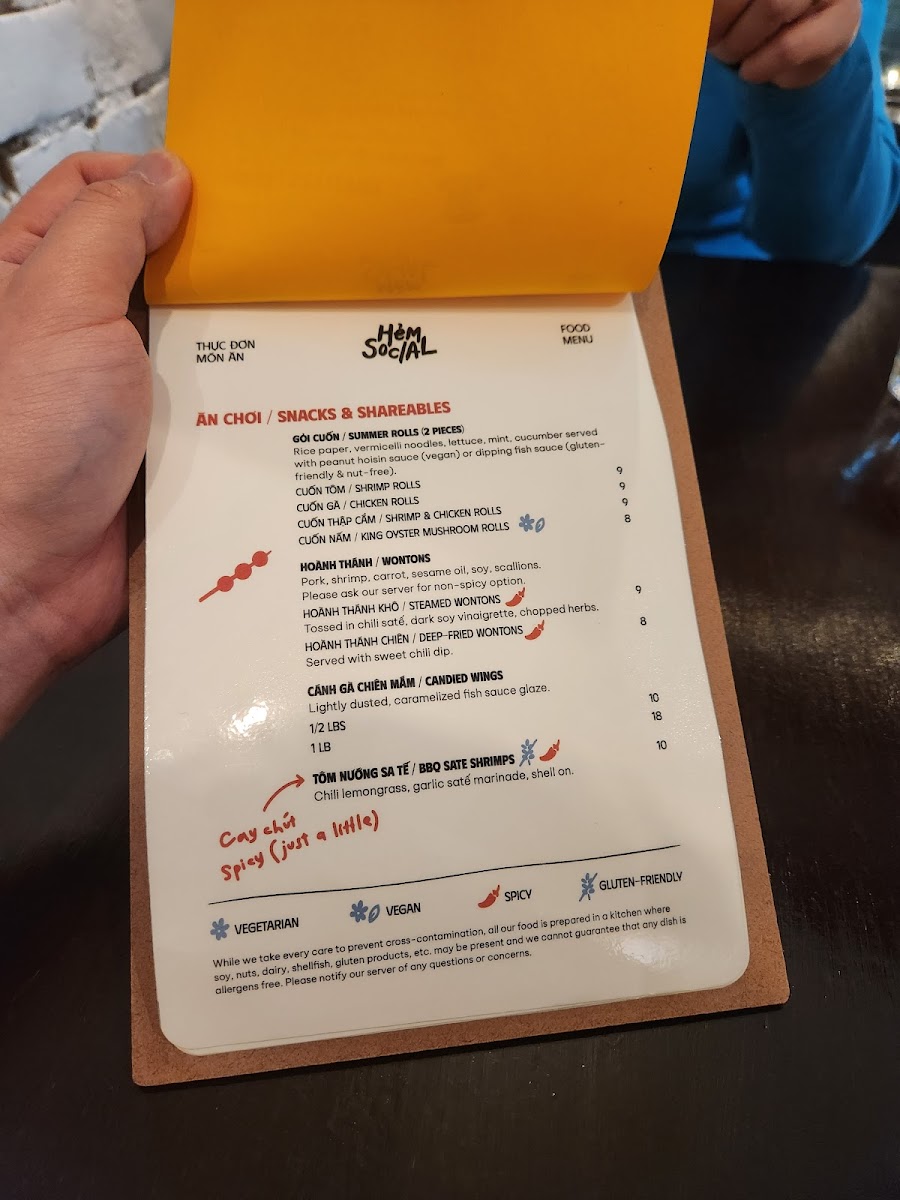 THỰC ĐƠN
MÓN ĂN
Hẻm
Social
FOOD
MENU
ĂN CHƠI / SNACKS & SHAREABLES
GỎI CUỐN / SUMMER ROLLS (2 PIECES)
Rice paper, vermicelli noodles, lettuce, mint, cucumber served
with peanut hoisin sauce (vegan) or dipping fish sauce (gluten-
friendly & nut-free).
CUỐN TÔM / SHRIMP ROLLS 9
CUỐN GÀ / CHICKEN ROLLS 9
CUỐN THẬP CẨM / SHRIMP & CHICKEN ROLLS 9
CUỐN NẤM / KING OYSTER MUSHROOM ROLLS 8
HOÀNH THÁNH / WONTONS
Pork, shrimp, carrot, sesame oil, soy, scallions.
Please ask our server for non-spicy option.
HOÀNH THÁNH KHÔ / STEAMED WONTONS 9
Tossed in chili saté, dark soy vinaigrette, chopped herbs.
HOÀNH THÁNH CHIÊN / DEEP-FRIED WONTONS 8
Served with sweet chili dip.
CÁNH GÀ CHIÊN MẮM / CANDIED WINGS
Lightly dusted, caramelized fish sauce glaze.
1/2 LBS 10
1 LB 18
TÔM NƯỚNG SA TẾ / BBQ SATE SHRIMPS 10
Chili lemongrass, garlic saté marinade, shell on.
Cay chút
Spicy (just a little)
VEGETARIAN VEGAN SPICY GLUTEN-FRIENDLY
While we take every care to prevent cross-contamination, all our food is prepared in a kitchen where
soy, nuts, dairy, shellfish, gluten products, etc. may be present and we cannot guarantee that any dish is
allergens free. Please notify our server of any questions or concerns.